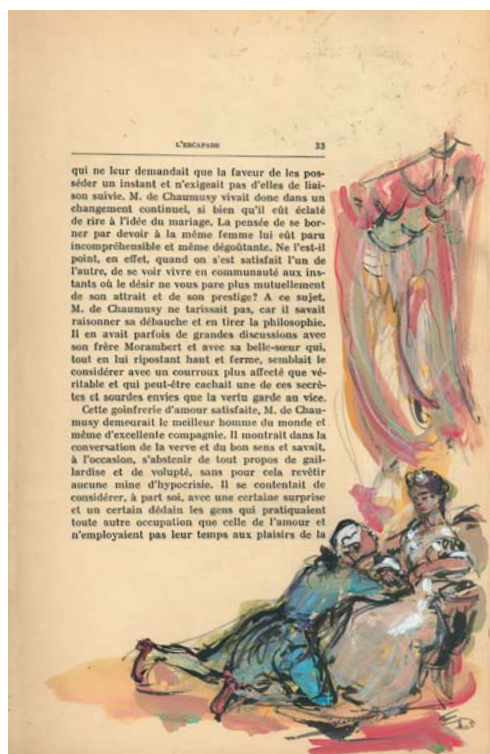 L'ESCAPADE 33
qui ne leur demandait que la faveur de les pos-
séder un instant et n'exigeait pas d'elles de liai-
son suivie. M. de Chaumusy vivait donc dans un
changement continuel, si bien qu'il eût éclaté
de rire à l'idée du mariage. La pensée de se bor-
ner par devoir à la même femme lui eût paru
incompréhensible et même dégoûtante. Ne l'est-il
point, en effet, quand on s'est satisfait l'un de
l'autre, de se voir vivre en communauté aux ins-
tants où le désir ne vous pare plus mutuellement
de son attrait et de son prestige? A ce sujet,
M. de Chaumusy ne tarissait pas, car il savait
raisonner sa débauche et en tirer la philosophie.
Il en avait parfois de grandes discussions avec
son frère Morambert et avec sa belle-sœur qui,
tout en lui ripostant haut et ferme, semblait le
considérer avec un courroux plus affecté que vé-
ritable et qui peut-être cachait une de ces secrè-
tes et sourdes envies que la vertu garde au vice.
Cette goinfrerie d'amour satisfaite, M. de Chau-
musy demeurait le meilleur homme du monde et
même d'excellente compagnie. Il montrait dans la
conversation de la verve et du bon sens et savait,
à l'occasion, s'abstenir de tout propos de gail-
lardise et de volupté, sans pour cela revêtir
aucune mine d'hypocrisie. Il se contentait de
considérer, à part soi, avec une certaine surprise
et un certain dédain les gens qui pratiquaient
toute autre occupation que celle de l'amour et
n'employaient pas leur temps aux plaisirs de la